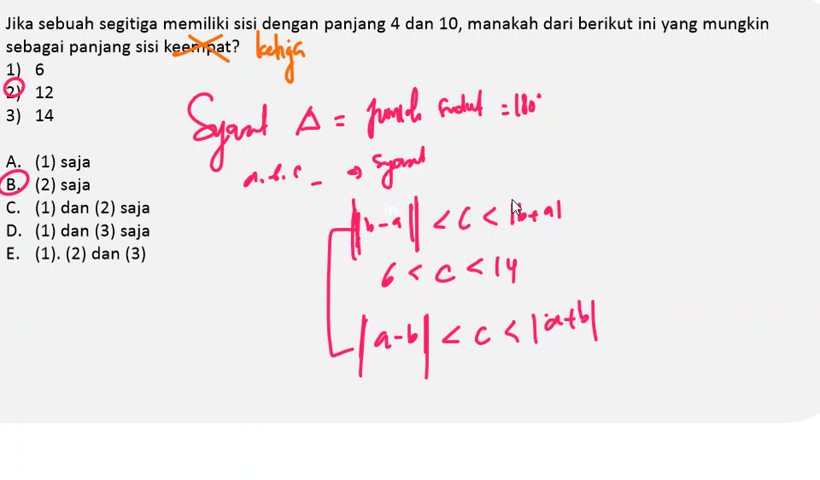 Jika sebuah segitiga memiliki sisi dengan panjang 4 dan 10, manakah dari berikut ini yang mungkin
sebagai panjang sisi keempat? ketiga
1) 6
2) 12
3) 14
Syarat Δ = jumlah sudut = 180°
a.b.c → syarat
A. (1) saja
B. (2) saja
C. (1) dan (2) saja
D. (1) dan (3) saja
E. (1). (2) dan (3)
|b-a| < c < |b+a|
6 < c < 14
|a-b| < c < |a+b|